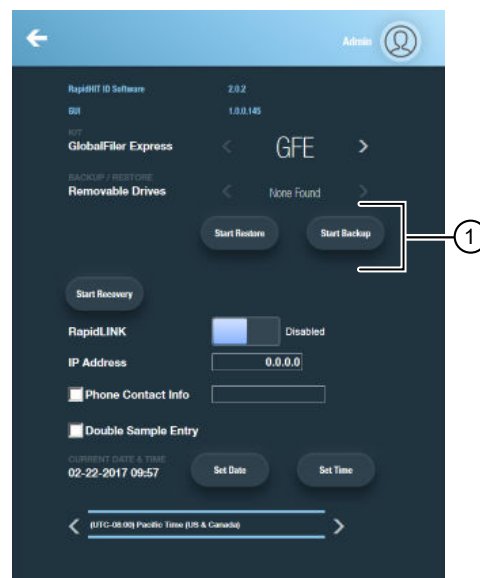 Admin
RapidHIT ID Software 2.0.2
GUI 1.0.0.145
KIT
GlobalFiler Express GFE
BACKUP / RESTORE
Removable Drives None Found
Start Restore Start Backup
1
Start Recovery
RapidLINK Disabled
IP Address 0.0.0.0
Phone Contact Info
Double Sample Entry
CURRENT DATE & TIME
02-22-2017 09:57 Set Date Set Time
(UTC-08:00) Pacific Time (US & Canada)